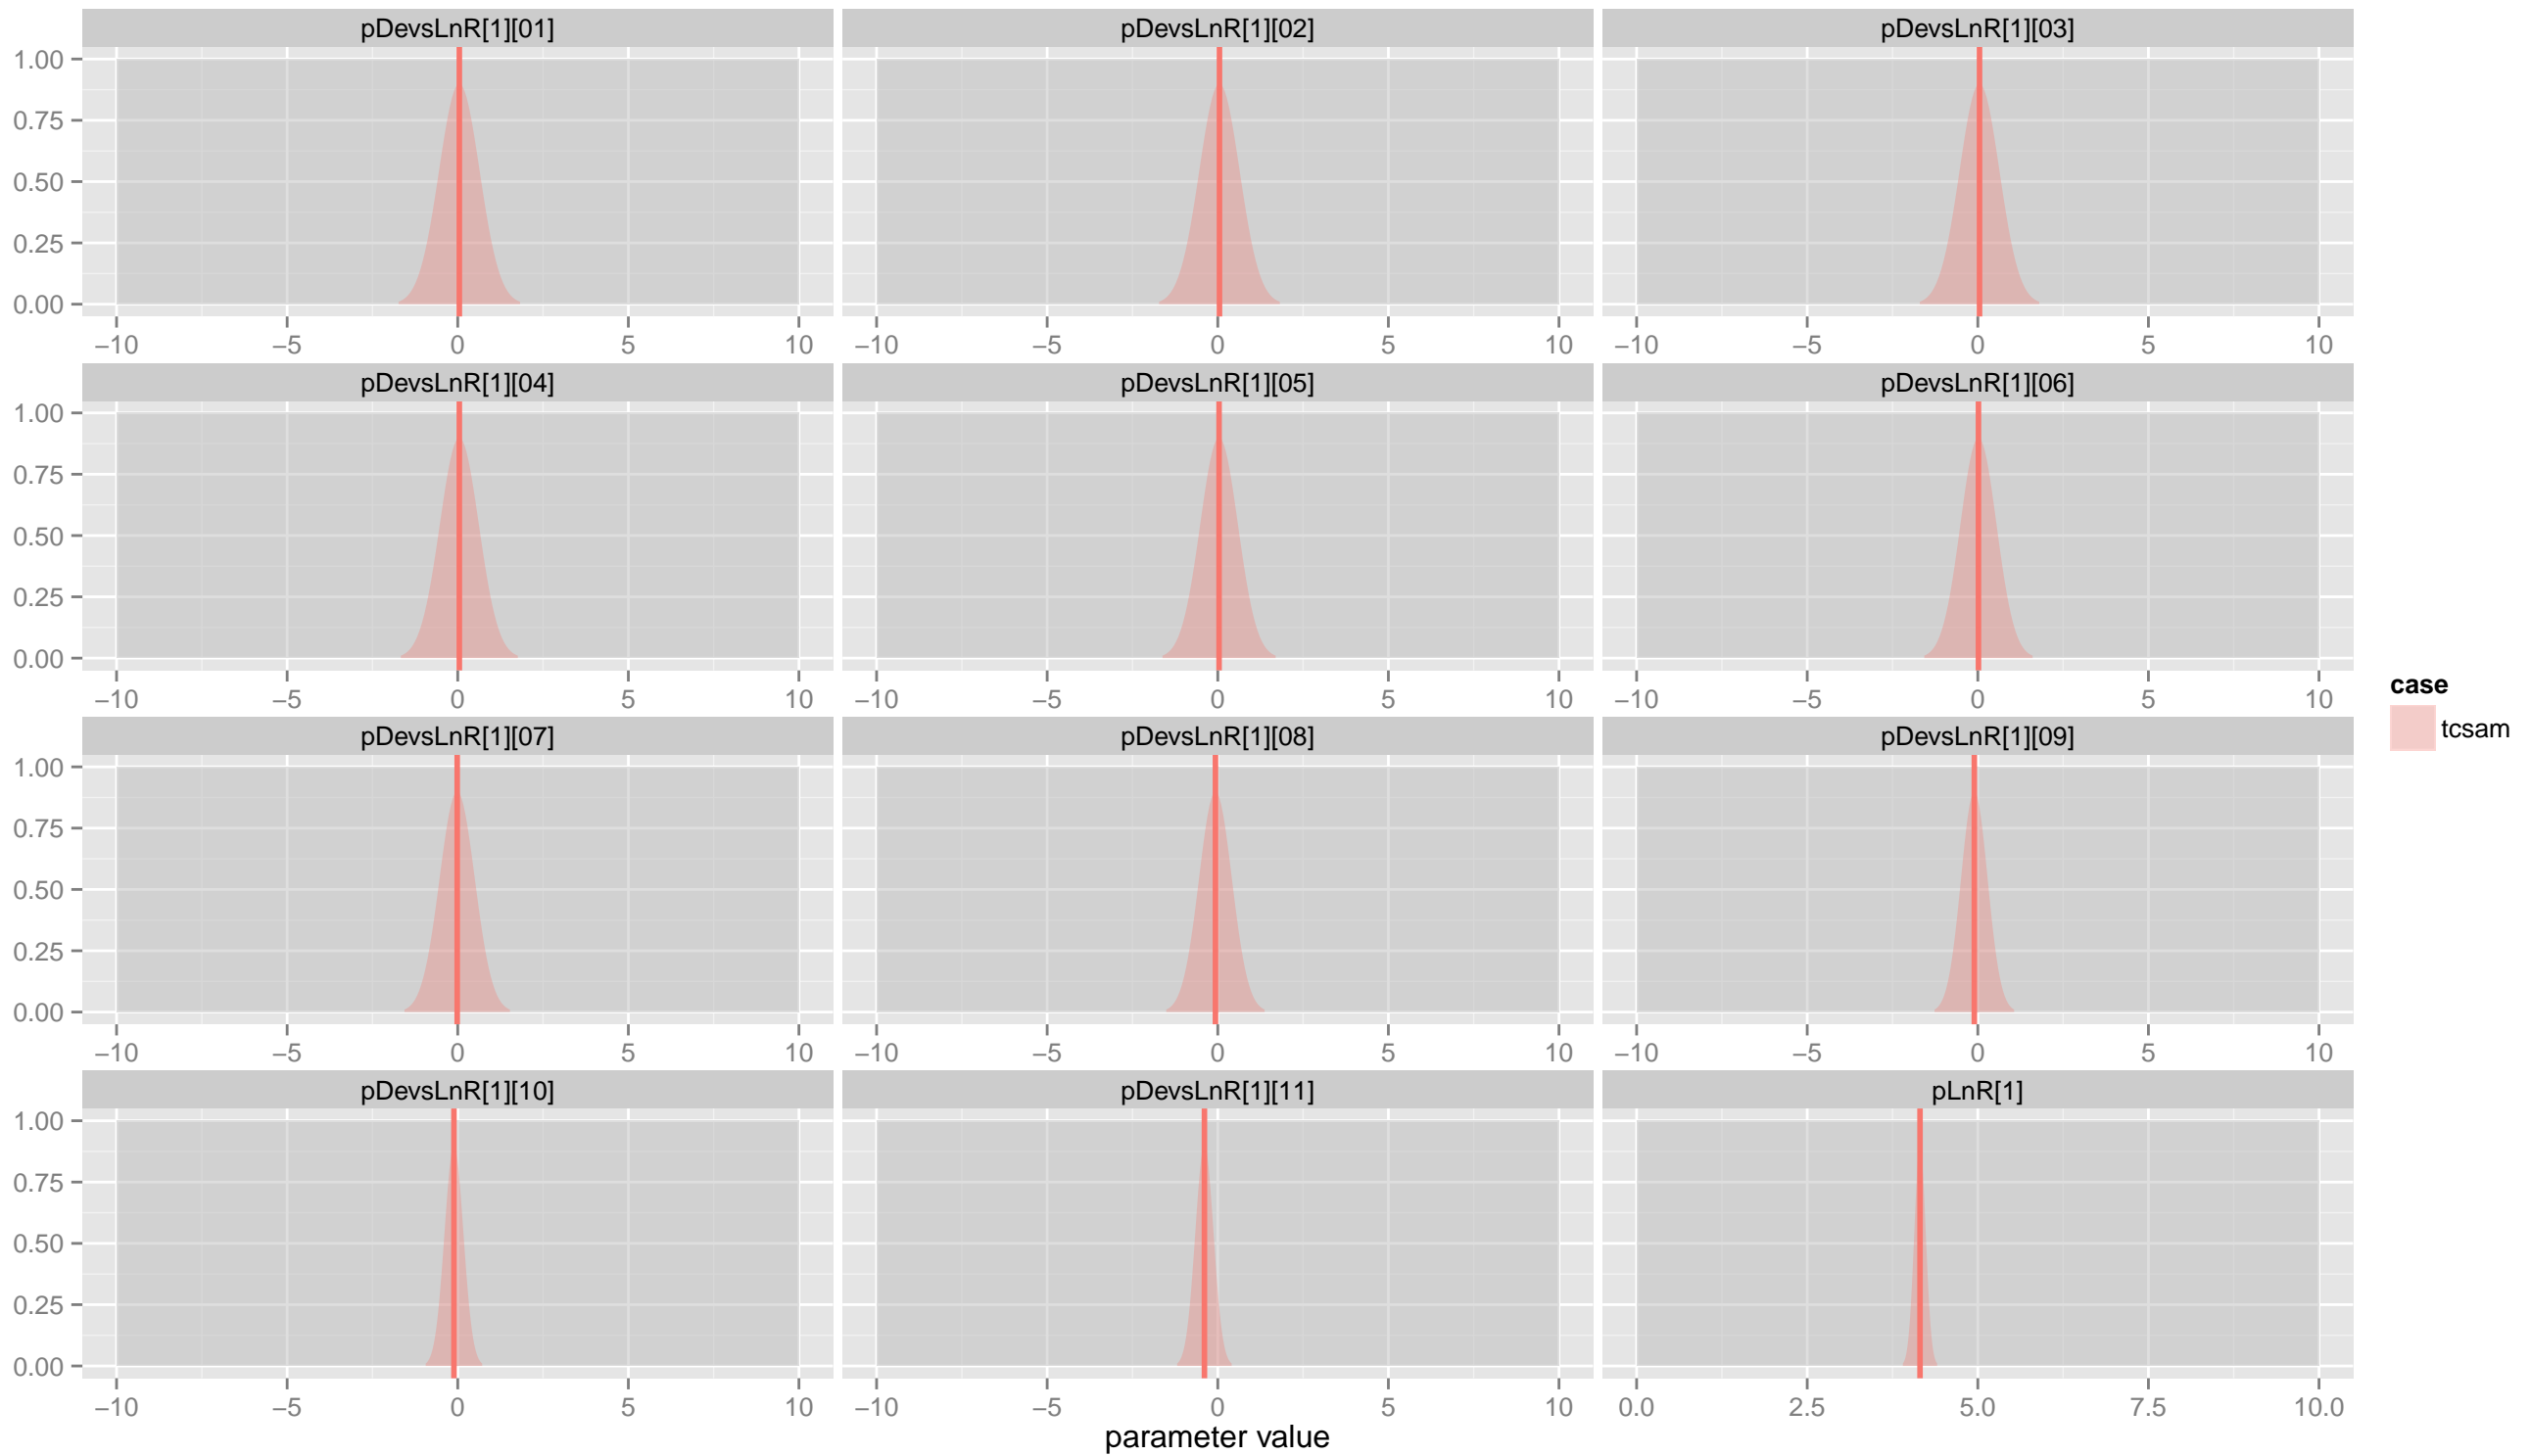 pDevsLnR[1][01] pDevsLnR[1][02] pDevsLnR[1][03]
1.00
0.75
0.50
0.25
0.00
−10 −5 0 5 10 −10 −5 0 5 10 −10 −5 0 5 10
pDevsLnR[1][04] pDevsLnR[1][05] pDevsLnR[1][06]
1.00
0.75
0.50
0.25
0.00
−10 −5 0 5 10 −10 −5 0 5 10 −10 −5 0 5 10
pDevsLnR[1][07] pDevsLnR[1][08] pDevsLnR[1][09]
1.00
0.75
0.50
0.25
0.00
−10 −5 0 5 10 −10 −5 0 5 10 −10 −5 0 5 10
pDevsLnR[1][10] pDevsLnR[1][11] pLnR[1]
1.00
0.75
0.50
0.25
0.00
−10 −5 0 5 10 −10 −5 0 5 10 0.0 2.5 5.0 7.5 10.0
parameter value
case
tcsam